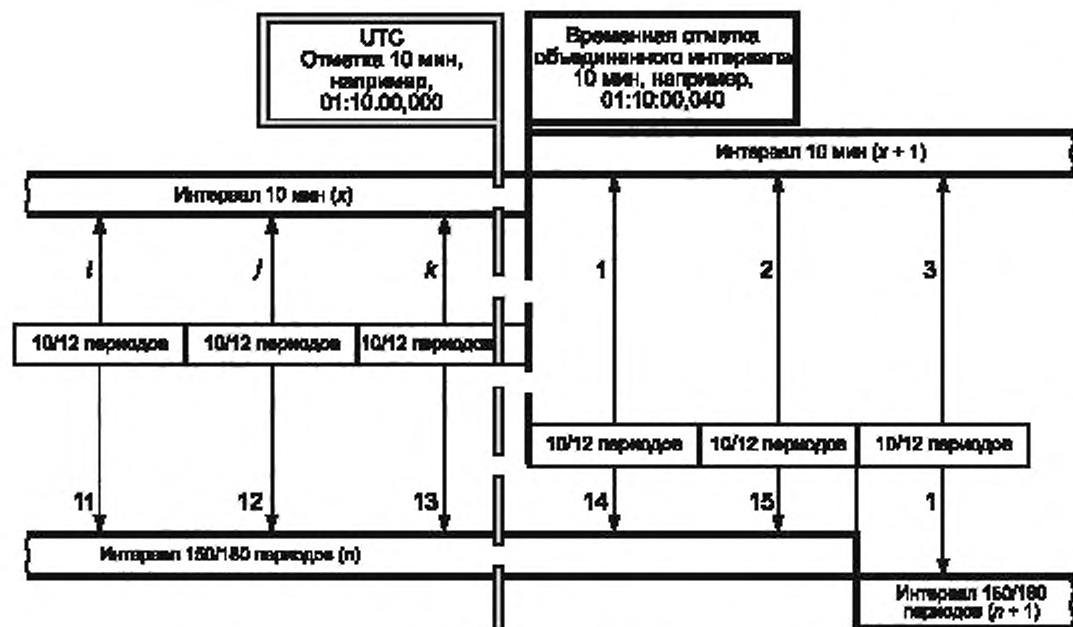 UTC
Отметка 10 мин,
например,
01:10.00,000
Временная отметка
объединенного интервала
10 мин, например,
01:10:00,040
Интервал 10 мин (x + 1)
Интервал 10 мин (x)
i
j
k
1
2
3
10/12 периодов
10/12 периодов
10/12 периодов
10/12 периодов
10/12 периодов
10/12 периодов
11
12
13
14
15
1
Интервал 150/180 периодов (n)
Интервал 150/180
периодов (n + 1)